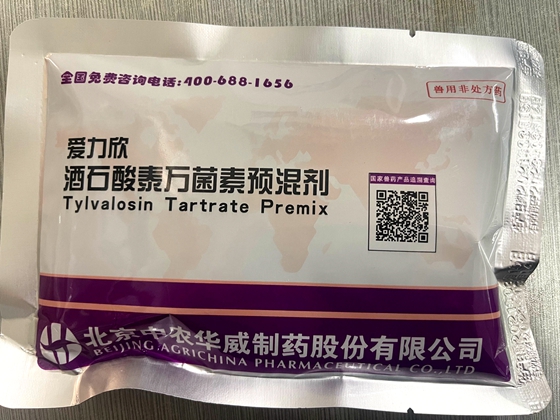 全国免费咨询电话:400-688-1656
兽用非处方药
爱力欣
酒石酸泰万菌素预混剂
Tylvalosin Tartrate Premix
国家兽药产品追溯查询
北京中农华威制药股份有限公司
BEIJING AGRICHINA PHARMACEUTICAL CO.,LTD